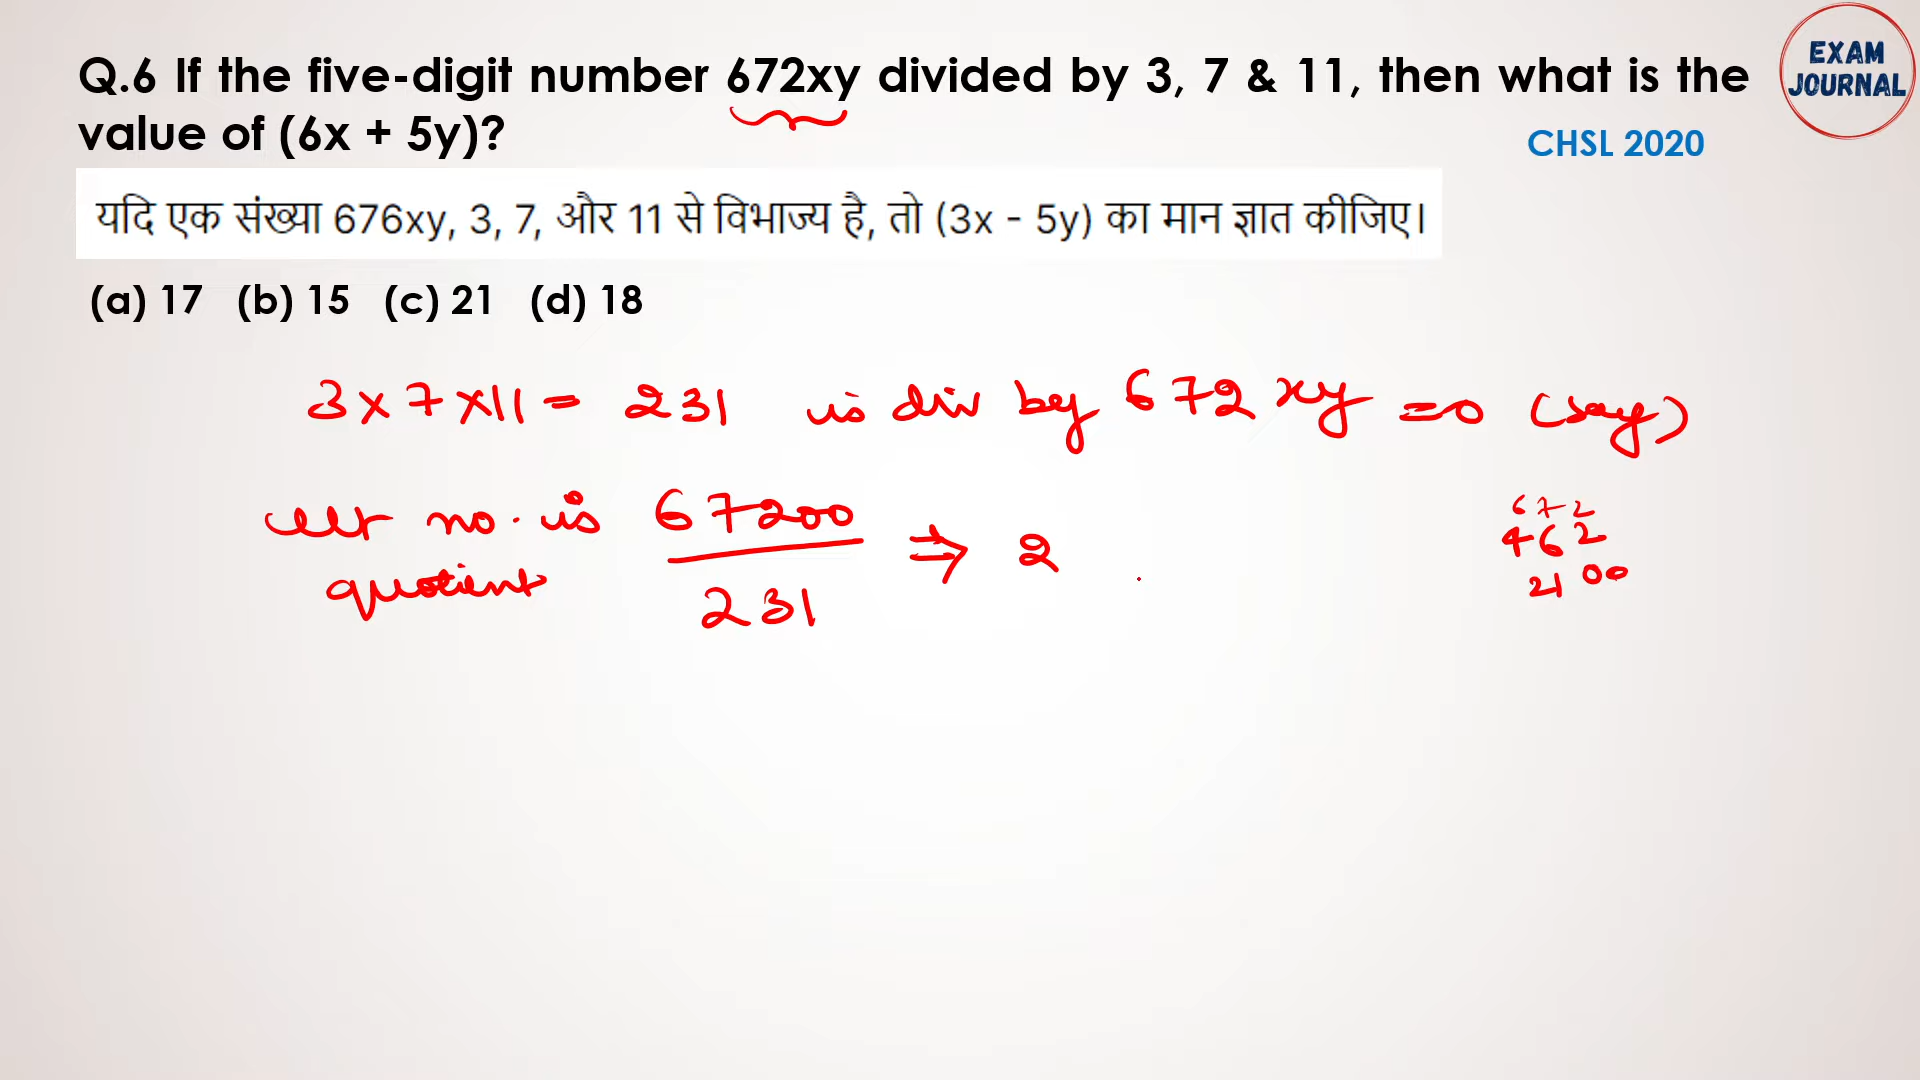 Q.6 If the five-digit number 672xy divided by 3, 7 & 11, then what is the
value of (6x + 5y)?
EXAM
JOURNAL
CHSL 2020
यदि एक संख्या 676xy, 3, 7, और 11 से विभाज्य है, तो (3x - 5y) का मान ज्ञात कीजिए।
(a) 17 (b) 15 (c) 21 (d) 18
3 x 7 x 11 = 231 is div by 672xy = 0 (say)
no. is 67200
231
⇒ 2
quotient
672
462
2100